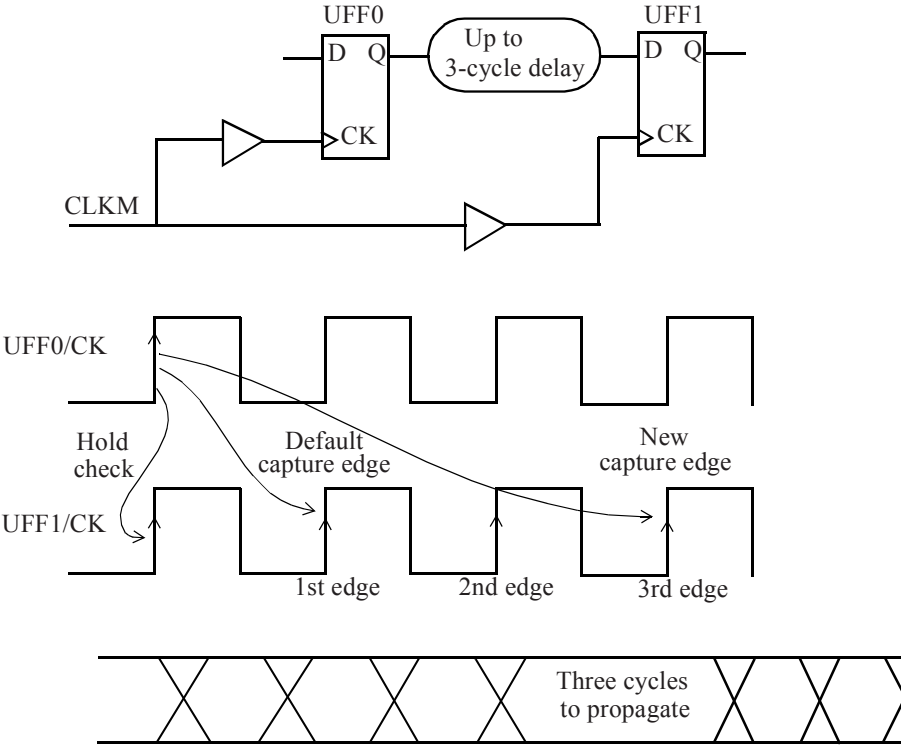 UFF0
UFF1
D Q
Up to
3-cycle delay
D Q
CK
CK
CLKM
UFF0/CK
Hold
check
Default
capture edge
New
capture edge
UFF1/CK
1st edge
2nd edge
3rd edge
Three cycles
to propagate